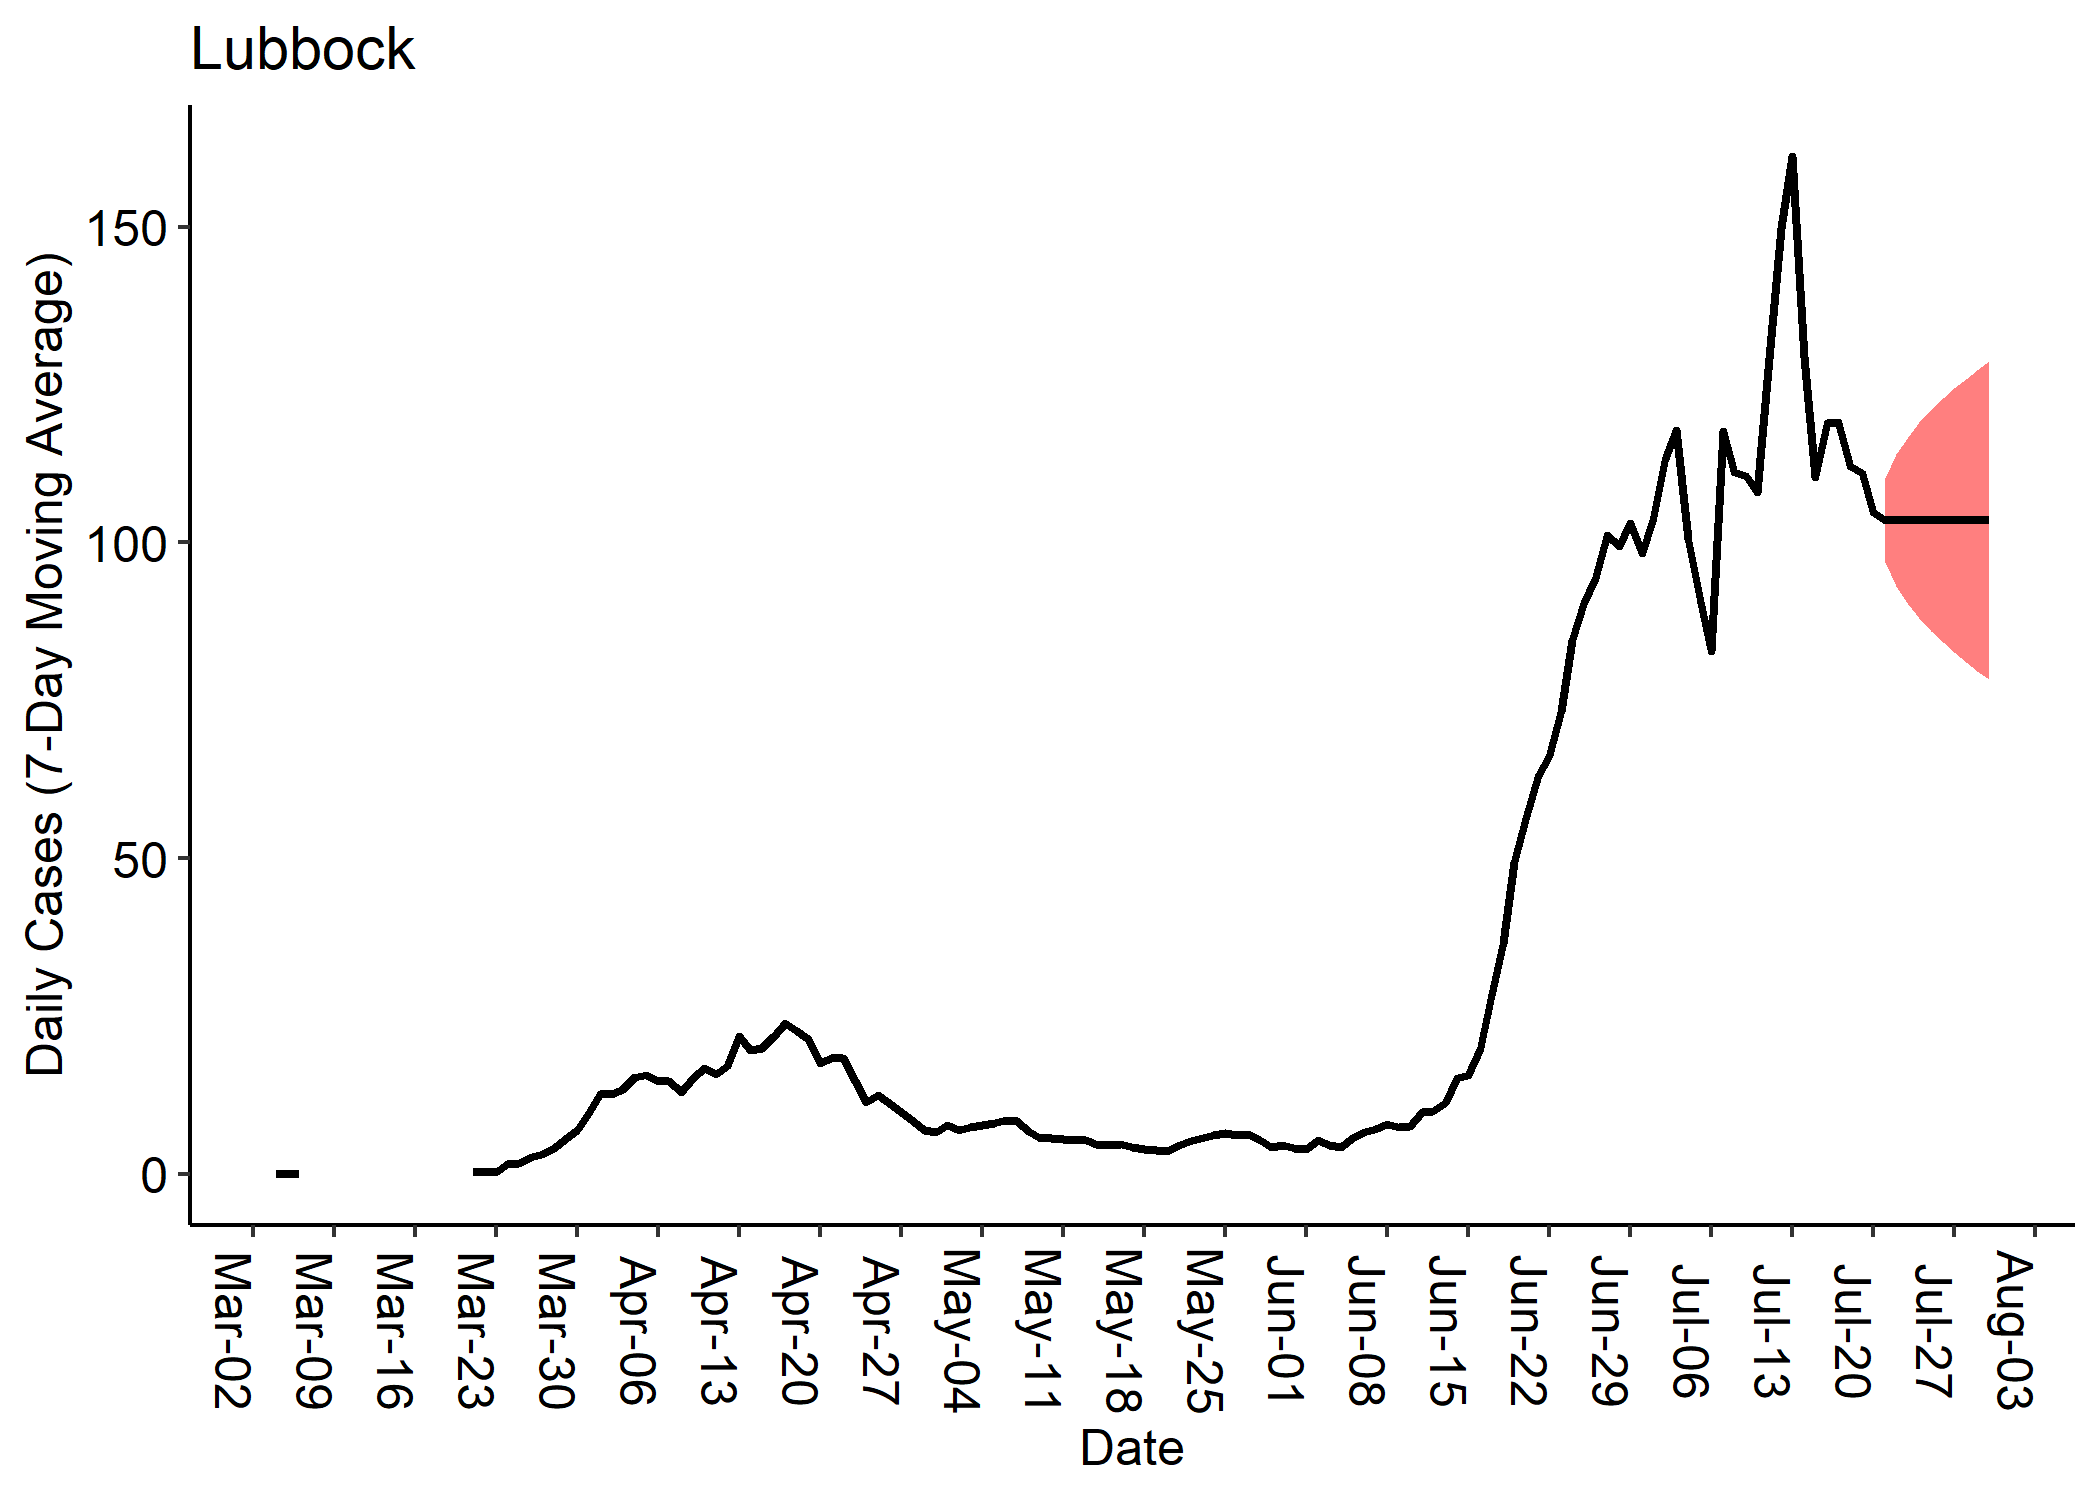 Lubbock
Daily Cases (7-Day Moving Average)
150
100
50
0
Mar-02
Mar-09
Mar-16
Mar-23
Mar-30
Apr-06
Apr-13
Apr-20
Apr-27
May-04
May-11
May-18
May-25
Jun-01
Jun-08
Jun-15
Jun-22
Jun-29
Jul-06
Jul-13
Jul-20
Jul-27
Aug-03
Date